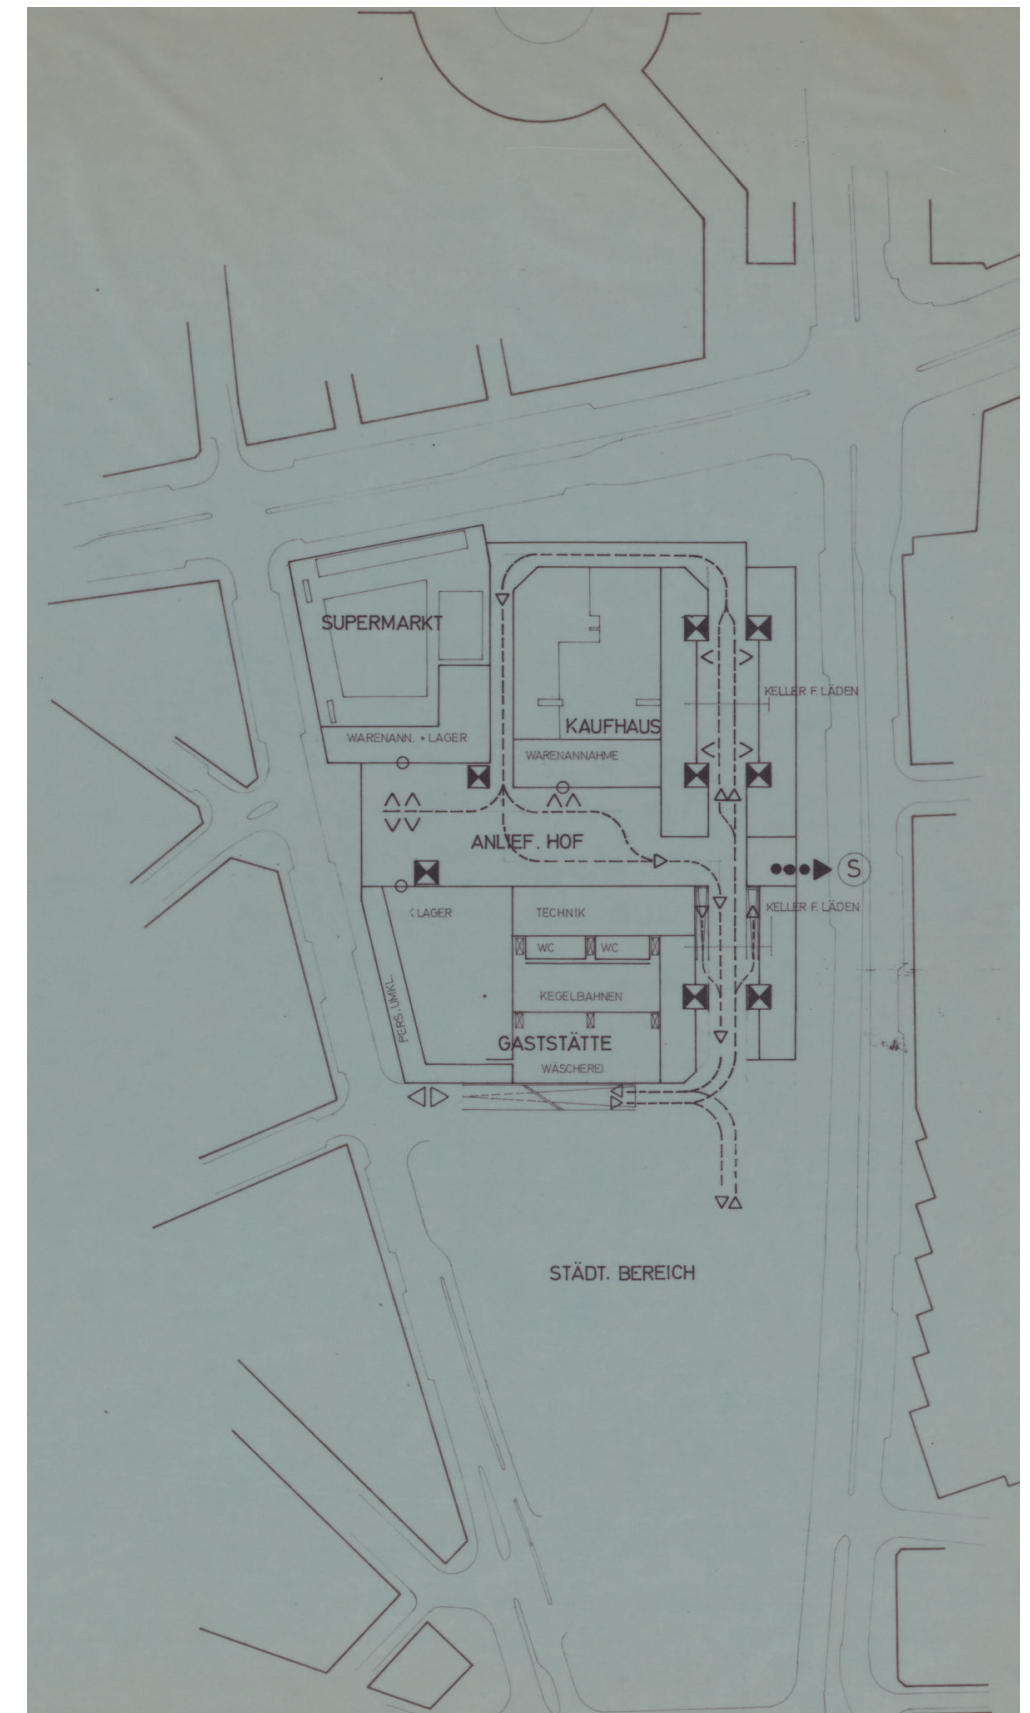 SUPERMARKT
KELLER F. LÄDEN
KAUFHAUS
WARENANN. + LAGER
WARENANNAHME
ANLIEF. HOF
S
LAGER
TECHNIK
KELLER F. LÄDEN
WC
WC
PERS. UMKL.
KEGELBAHNEN
GASTSTÄTTE
WÄSCHEREI
STÄDT. BEREICH